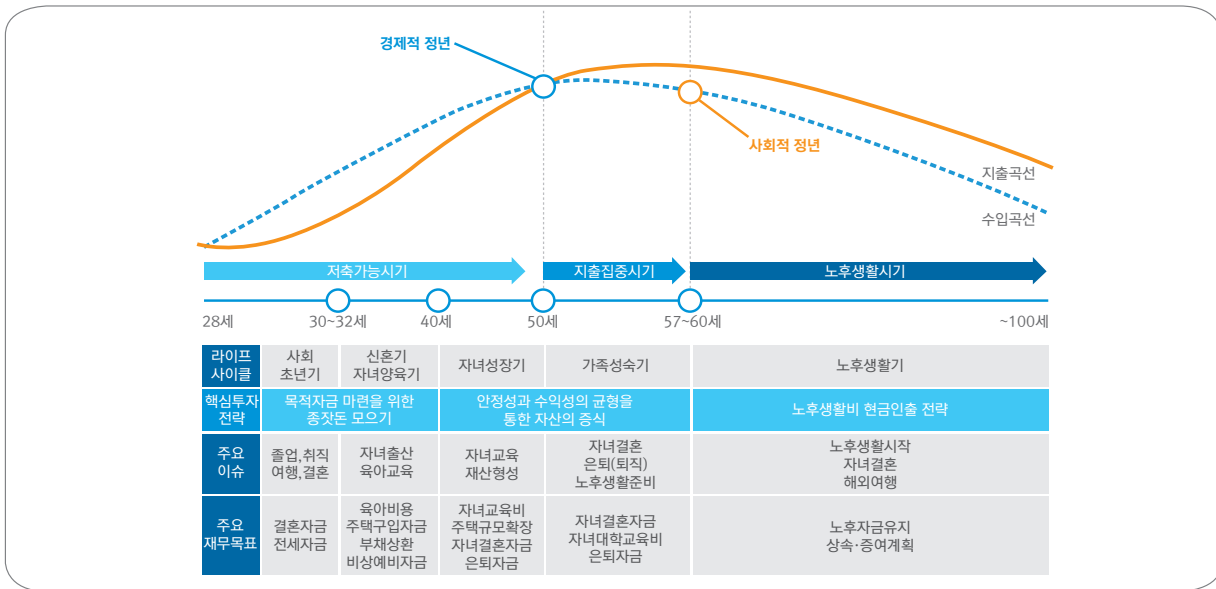 경제적 정년
사회적 정년
지출곡선
수입곡선
저축가능시기
지출집중시기
노후생활시기
28세
30~32세
40세
50세
57~60세
~100세
라이프
사이클
사회
초년기
신혼기
자녀양육기
자녀성장기
가족성숙기
노후생활기
핵심투자
전략
목적자금 마련을 위한
종잣돈 모으기
안정성과 수익성의 균형을
통한 자산의 증식
노후생활비 현금인출 전략
주요
이슈
졸업,취직
여행,결혼
자녀출산
육아교육
자녀교육
재산형성
자녀결혼
은퇴(퇴직)
노후생활준비
노후생활시작
자녀결혼
해외여행
주요
재무목표
결혼자금
전세자금
육아비용
주택구입자금
부채상환
비상예비자금
자녀교육비
주택규모확장
자녀결혼자금
은퇴자금
자녀결혼자금
자녀대학교육비
은퇴자금
노후자금유지
상속·증여계획